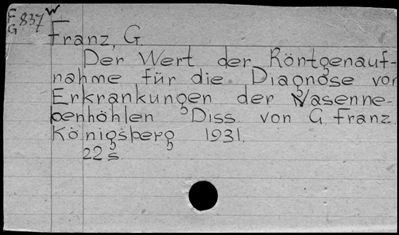 F 837 W
G
Franz, G
Der Wert der Röntgenauf-
nahme für die Diagnose von
Erkrankungen der Nasenne-
benhöhlen Diss. von G. Franz.
Königsberg 1931.
22 s